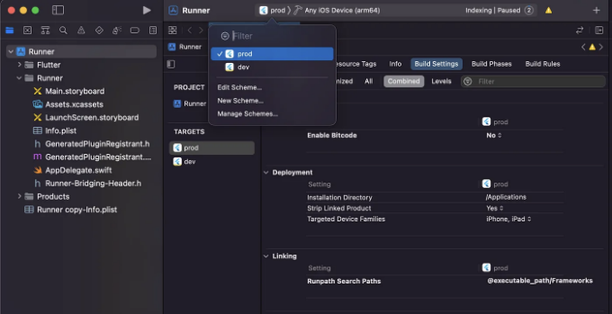 Runner
prod
Any iOS Device (arm64)
Indexing | Paused
2
Filter
prod
dev
Edit Scheme...
New Scheme...
Manage Schemes...
Runner
Flutter
Runner
Main.storyboard
Assets.xcassets
LaunchScreen.storyboard
Info.plist
GeneratedPluginRegistrant.h
GeneratedPluginRegistrant....
AppDelegate.swift
Runner-Bridging-Header.h
Products
Runner copy-Info.plist
Runner
PROJECT
Runner
TARGETS
prod
dev
Resource Tags
Info
Build Settings
Build Phases
Build Rules
All
Combined
Levels
Filter
prod
Enable Bitcode
No
Deployment
Setting
prod
Installation Directory
/Applications
Strip Linked Product
Yes
Targeted Device Families
iPhone, iPad
Linking
Setting
prod
Runpath Search Paths
@executable_path/Frameworks